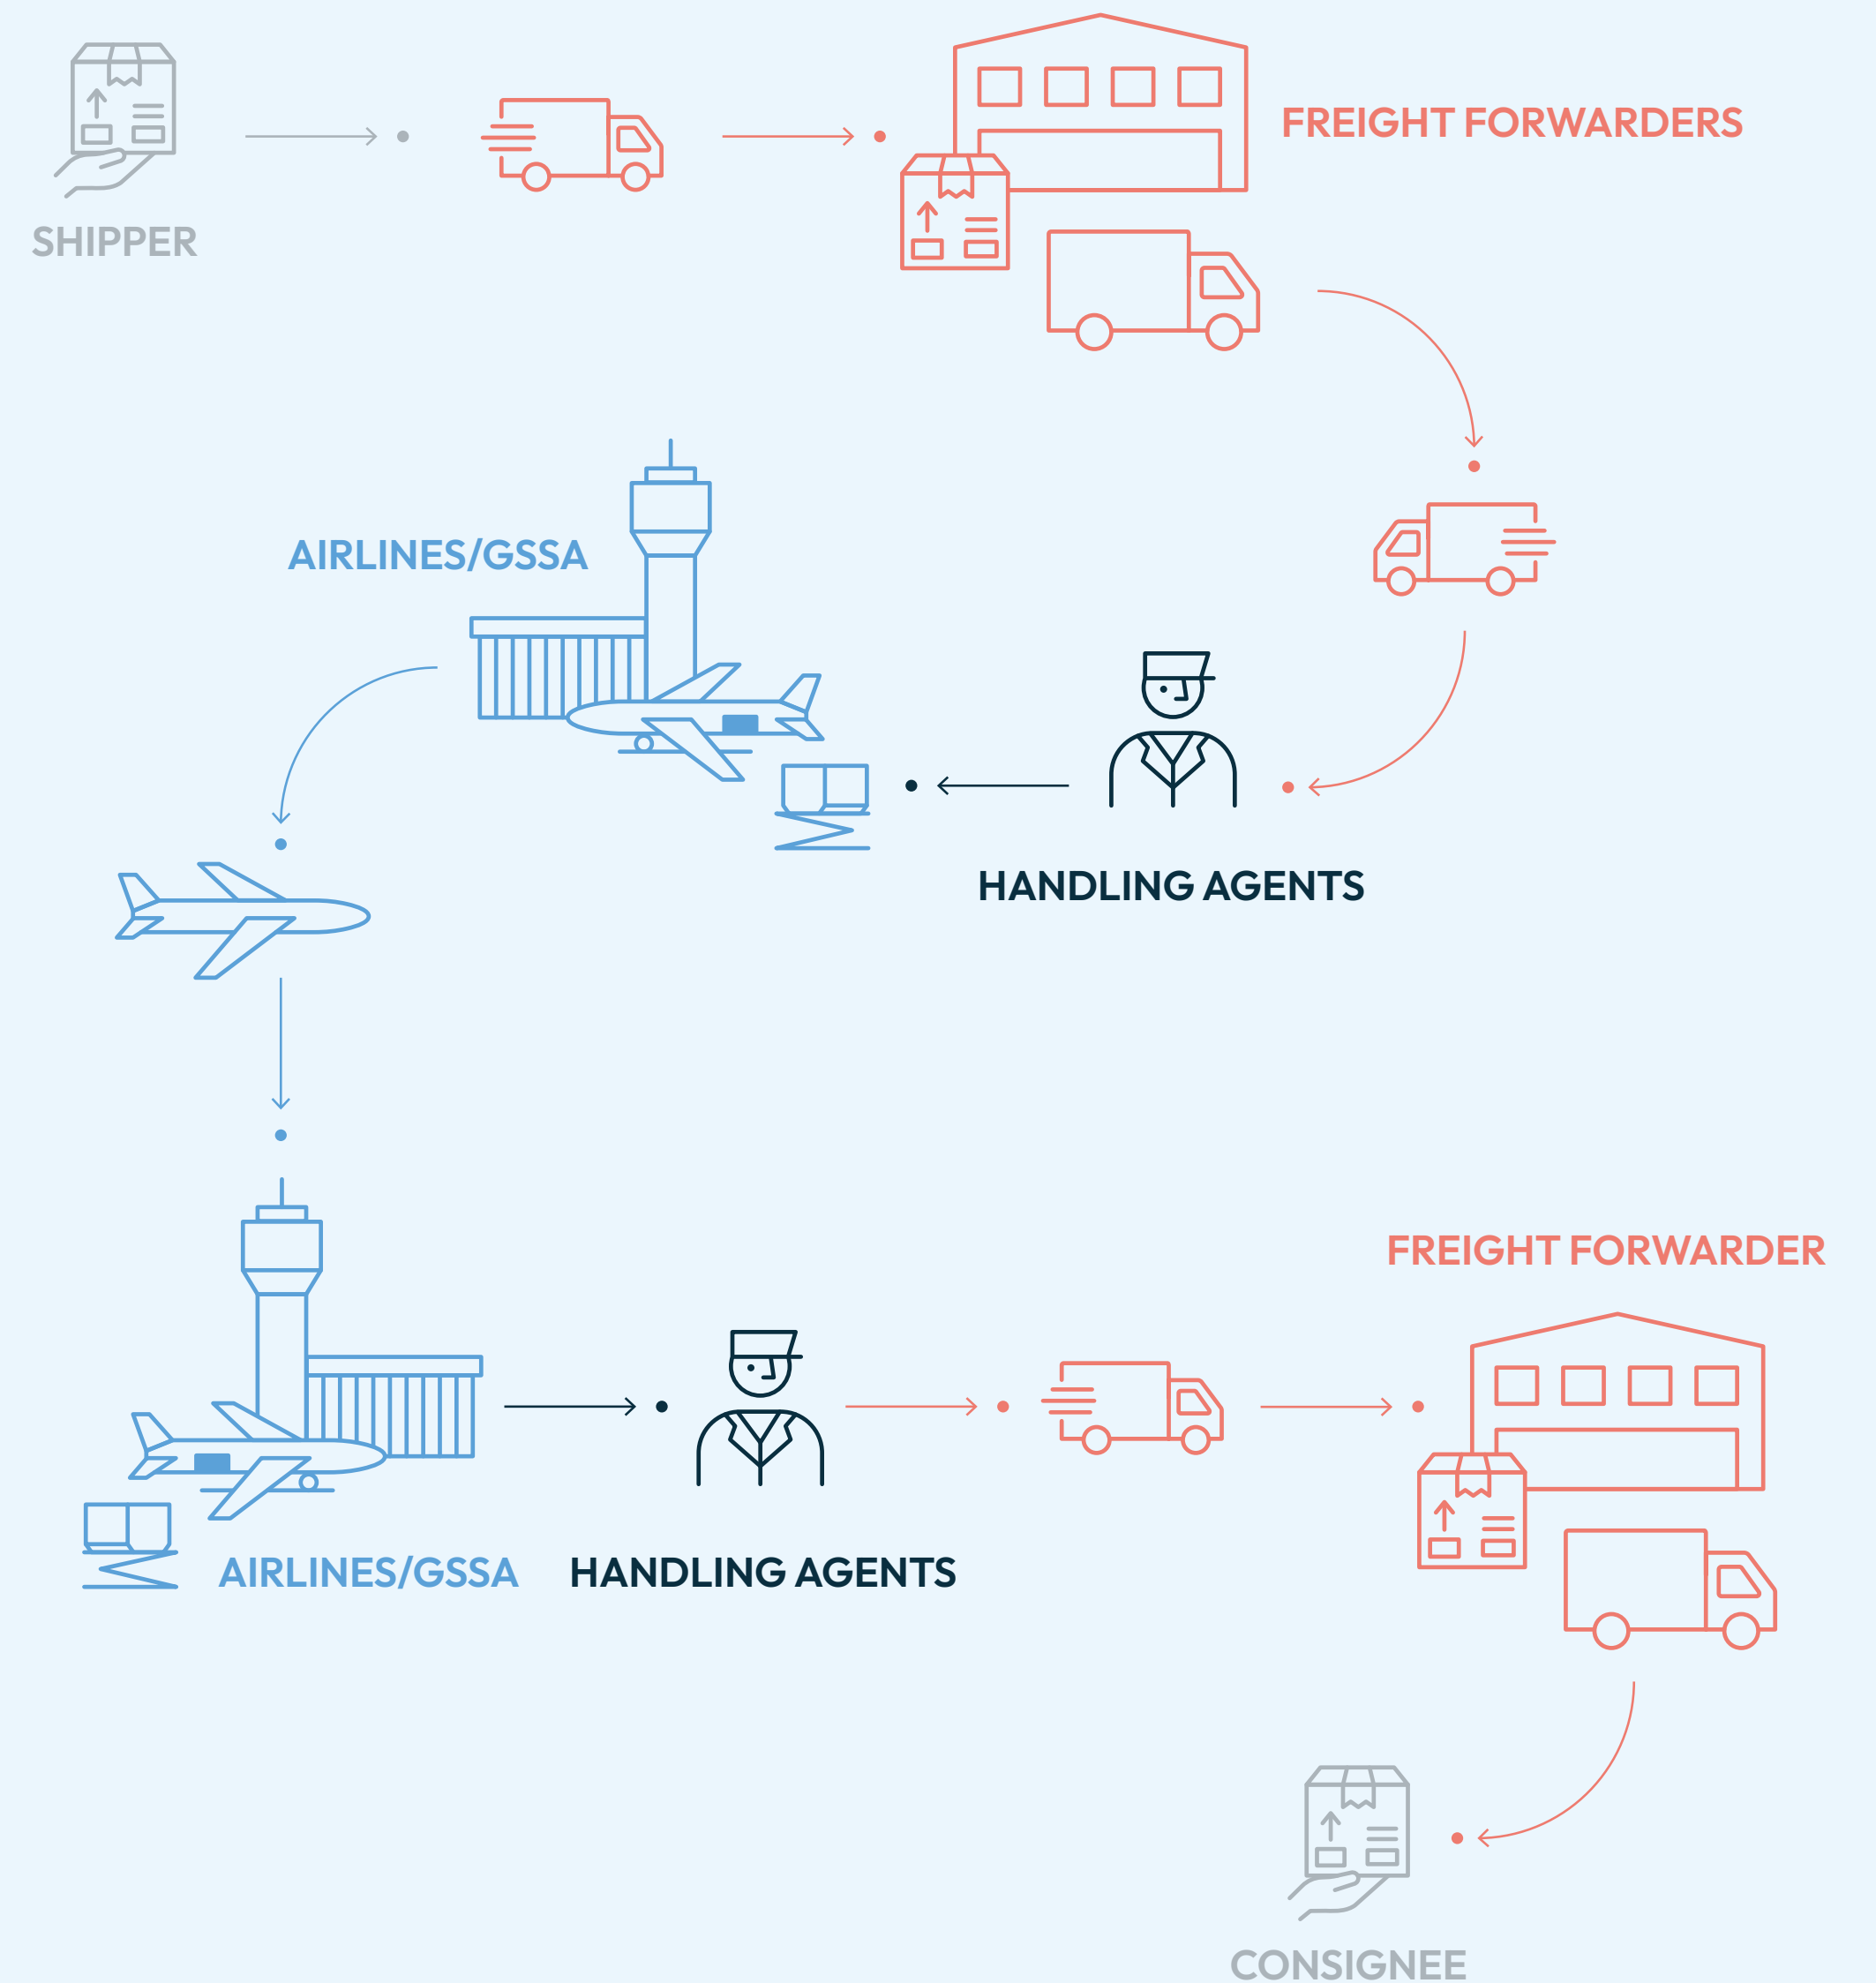 SHIPPER
FREIGHT FORWARDERS
AIRLINES/GSSA
HANDLING AGENTS
FREIGHT FORWARDER
AIRLINES/GSSA
HANDLING AGENTS
CONSIGNEE